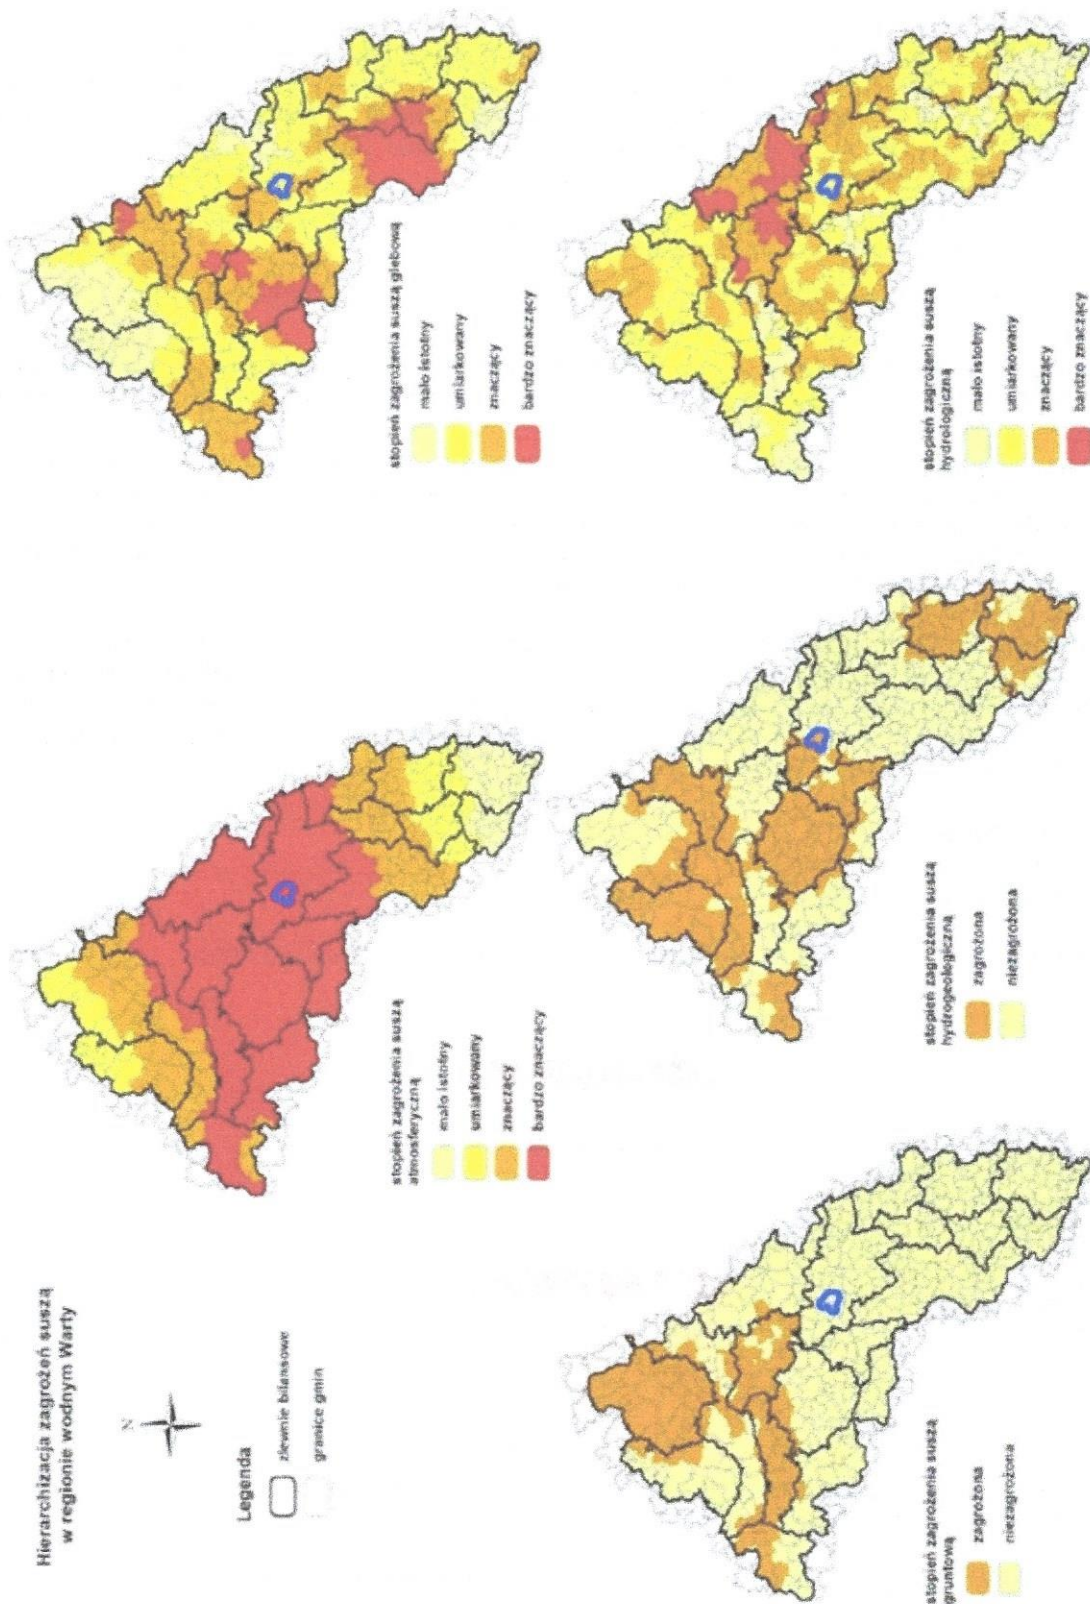 Hierarchizacja zagrożeń suszą
w regionie wodnym Warty
N
Legenda
zlewnie bilansowe
granice gmin
stopień zagrożenia suszą
atmosferyczną
mało istotny
umiarkowany
znaczący
bardzo znaczący
stopień zagrożenia suszą glebową
mało istotny
umiarkowany
znaczący
bardzo znaczący
stopień zagrożenia suszą
gruntową
zagrożona
niezagrożona
stopień zagrożenia suszą
hydrogeologiczną
zagrożona
niezagrożona
stopień zagrożenia suszą
hydrologiczną
mało istotny
umiarkowany
znaczący
bardzo znaczący